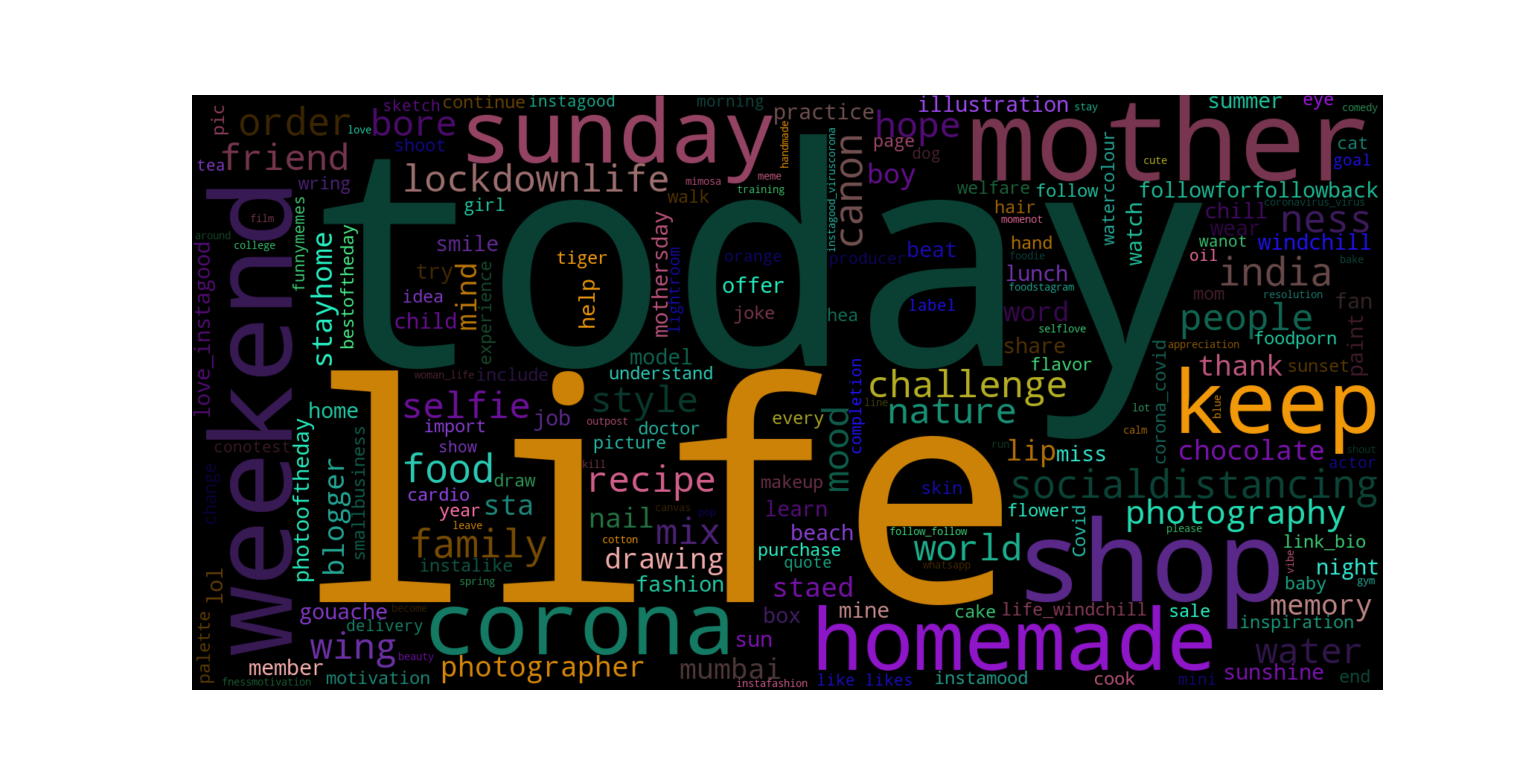 pic
sketch
continue
instagood
morning
practice
illustration
stay
summer
eye
comedy
order
love
bore
sunday
handmade
hope
mother
cat
goal
tea
friend
shoot
page
dog
cute
wring
lockdownlife
mimosa
meme
training
walk
canon
instagood_viruscorona
boy
welfare
follow
followforfollowback
weekend
film
around
college
funnymemes
today
girl
hair
momenot
watercolour
watch
coronavirus_virus
chill
wear
ness
love_instagood
stayhome
bestoftheday
smile
mothersday
lightroom
tiger
orange
producer
beat
hand
foodie
wanot
windchill
oil
try
mind
experience
help
offer
lunch
foodstagram
india
bake
idea
child
joke
hea
label
word
selflove
mom
resolution
fan
people
paint
foodporn
model
share
flavor
corona_covid
appreciation
thank
sunset
woman_life
include
understand
life
challenge
keep
blue
home
selfie
job
style
outpost
every
completion
line
nature
lot
calm
conotest
photooftheday
import
show
doctor
picture
mood
run
lip
miss
chocolate
shout
actor
change
blogger
smallbusiness
food
draw
kill
recipe
makeup
skin
socialdistancing
cardio
year
sta
leave
nail
canvas
mix
pop
learn
flower
Covid
photography
please
family
cotton
drawing
beach
purchase
quote
follow_follow
world
whatsapp
shop
link_bio
vibe
night
gym
baby
lol
instalike
spring
fashion
staed
palette
gouache
become
delivery
corona
box
mine
cake
life_windchill
sale
memory
inspiration
wing
beauty
sun
homemade
water
member
photographer
mumbai
sunshine
end
fnessmotivation
motivation
instafashion
like likes
instamood
cook
mini